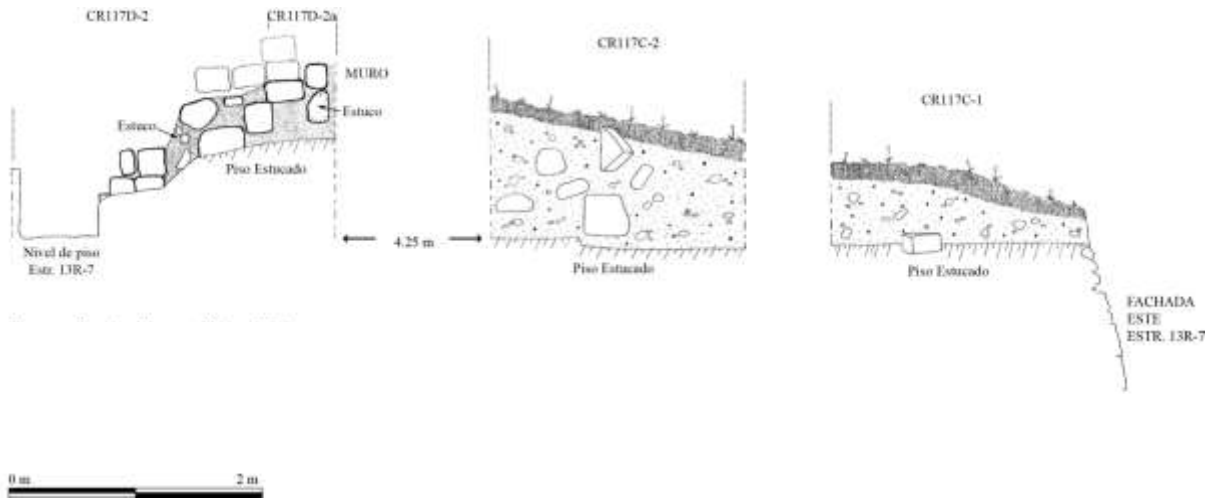 CR117D-2
CR117D-2a
MURO
Estuco
Estuco
Piso Estucado
Nivel de piso
Estr. 13R-7
4.25 m
CR117C-2
Piso Estucado
CR117C-1
Piso Estucado
FACHADA
ESTE
ESTR. 13R-7
0 m
2 m